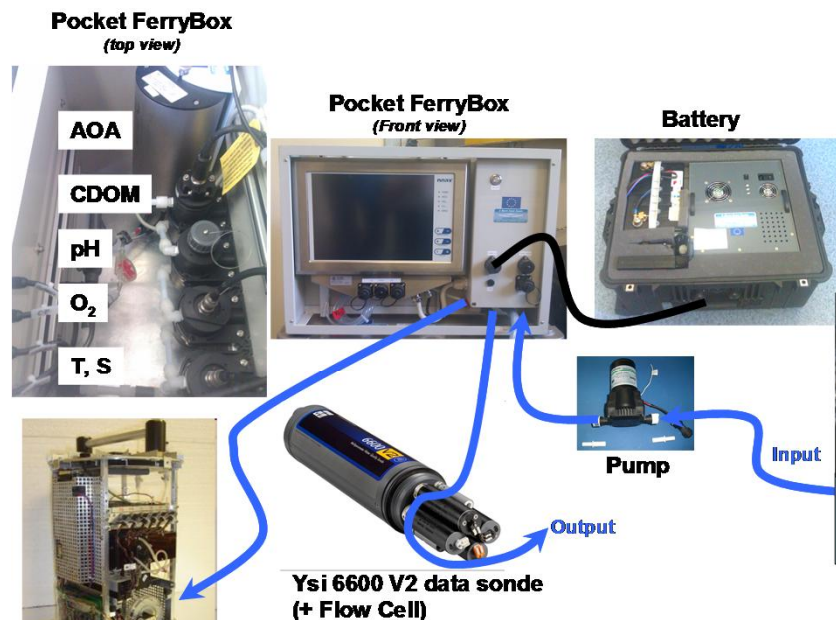 Pocket FerryBox
(top view)
AOA
CDOM
pH
O₂
T, S
Pocket FerryBox
(Front view)
Battery
Pump
Input
Output
6600 V2
Ysi 6600 V2 data sonde
(+ Flow Cell)